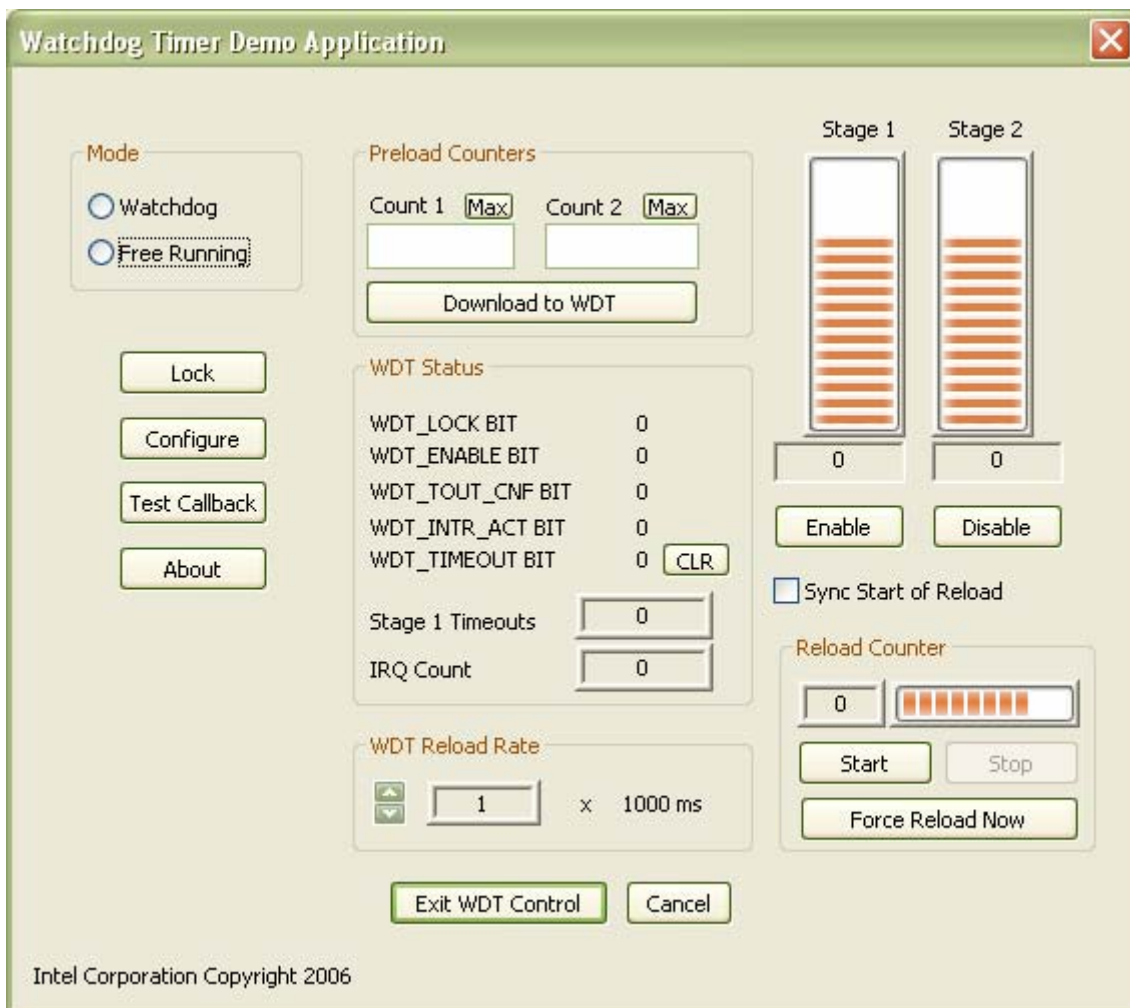 Watchdog Timer Demo Application
Mode
Watchdog
Free Running
Lock
Configure
Test Callback
About
Preload Counters
Count 1 Max Count 2 Max
Download to WDT
WDT Status
WDT_LOCK BIT 0
WDT_ENABLE BIT 0
WDT_TOUT_CNF BIT 0
WDT_INTR_ACT BIT 0
WDT_TIMEOUT BIT 0 CLR
Stage 1 Timeouts 0
IRQ Count 0
WDT Reload Rate
1 x 1000 ms
Stage 1 Stage 2
0 0
Enable Disable
Sync Start of Reload
Reload Counter
0
Start Stop
Force Reload Now
Exit WDT Control Cancel
Intel Corporation Copyright 2006